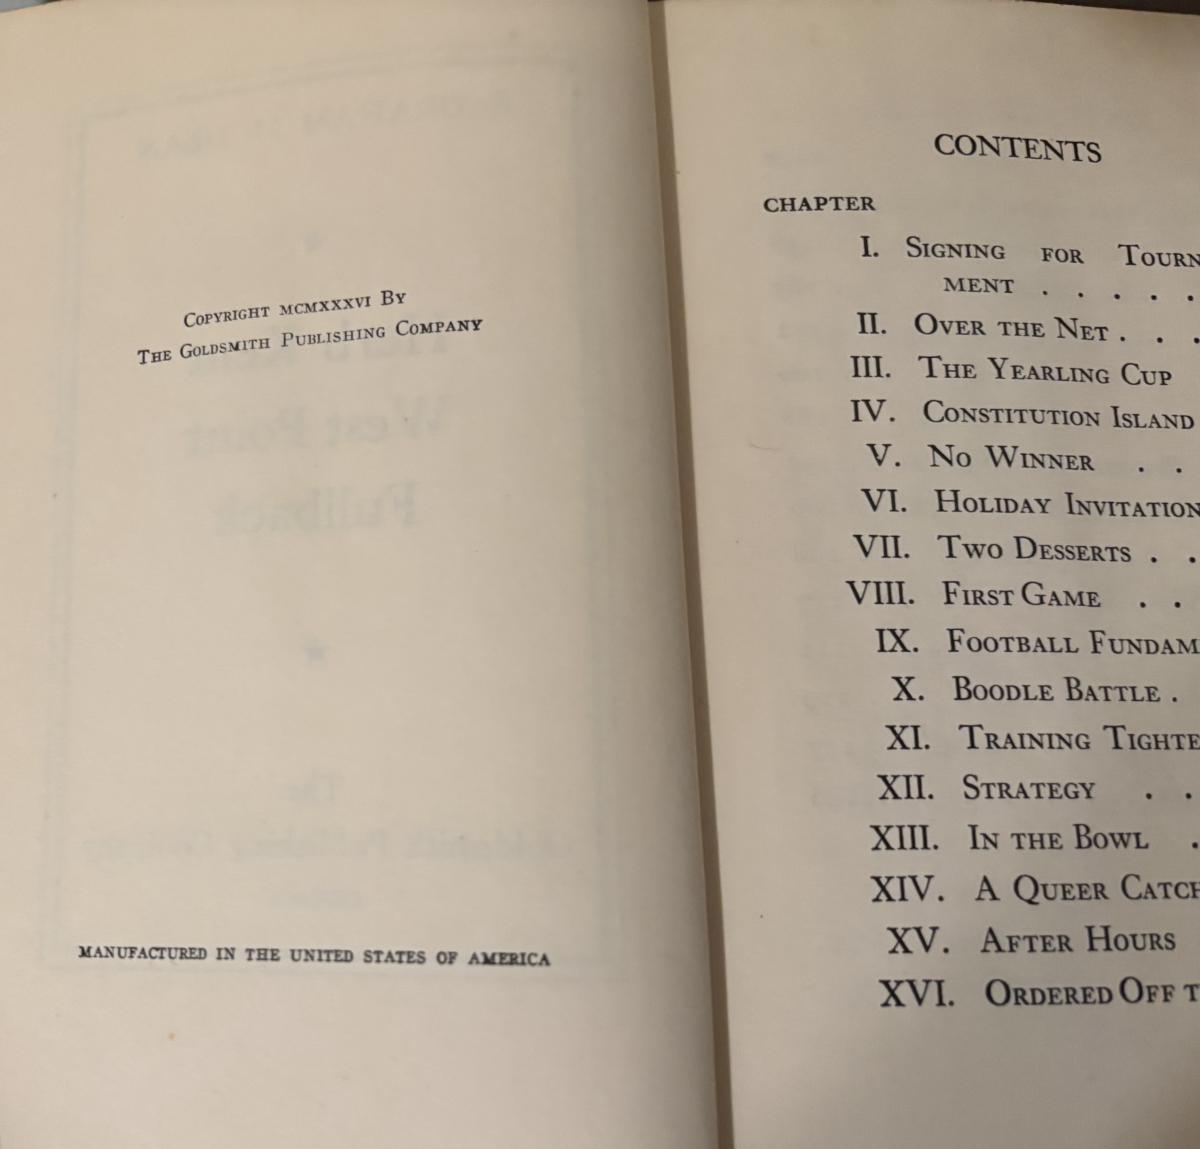 COPYRIGHT MCMXXXVI BY
THE GOLDSMITH PUBLISHING COMPANY
MANUFACTURED IN THE UNITED STATES OF AMERICA
CONTENTS
CHAPTER
I. SIGNING FOR TOURN
MENT . . . . .
II. OVER THE NET . . .
III. THE YEARLING CUP
IV. CONSTITUTION ISLAND
V. NO WINNER . .
VI. HOLIDAY INVITATION
VII. TWO DESSERTS . .
VIII. FIRST GAME . .
IX. FOOTBALL FUNDAM
X. BOODLE BATTLE .
XI. TRAINING TIGHTE
XII. STRATEGY . .
XIII. IN THE BOWL .
XIV. A QUEER CATCH
XV. AFTER HOURS
XVI. ORDERED OFF T